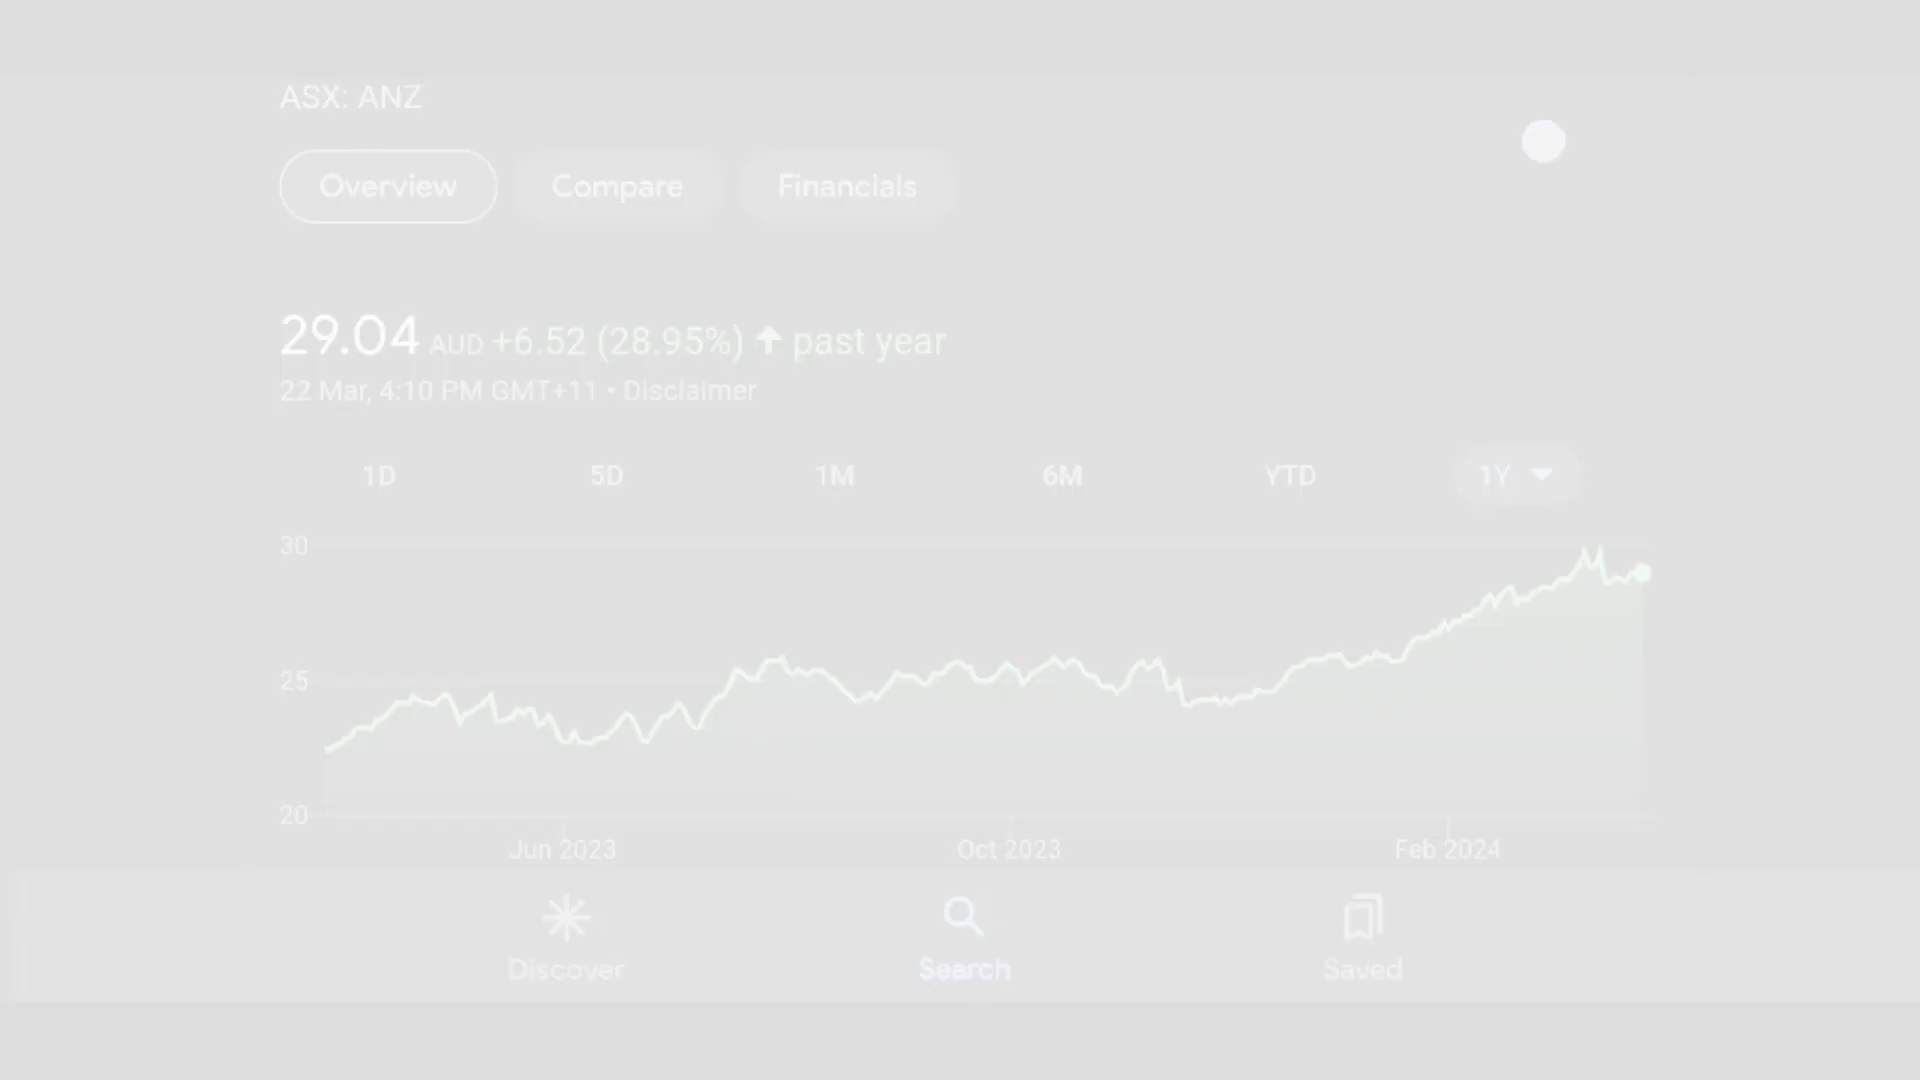 ASX: ANZ
Overview Compare Financials
29.04 AUD +6.52 (28.95%) ↑ past year
22 Mar, 4:10 PM GMT+11 • Disclaimer
1D 5D 1M 6M YTD 1Y
30
25
20
Jun 2023 Oct 2023 Feb 2024
Discover Search Saved